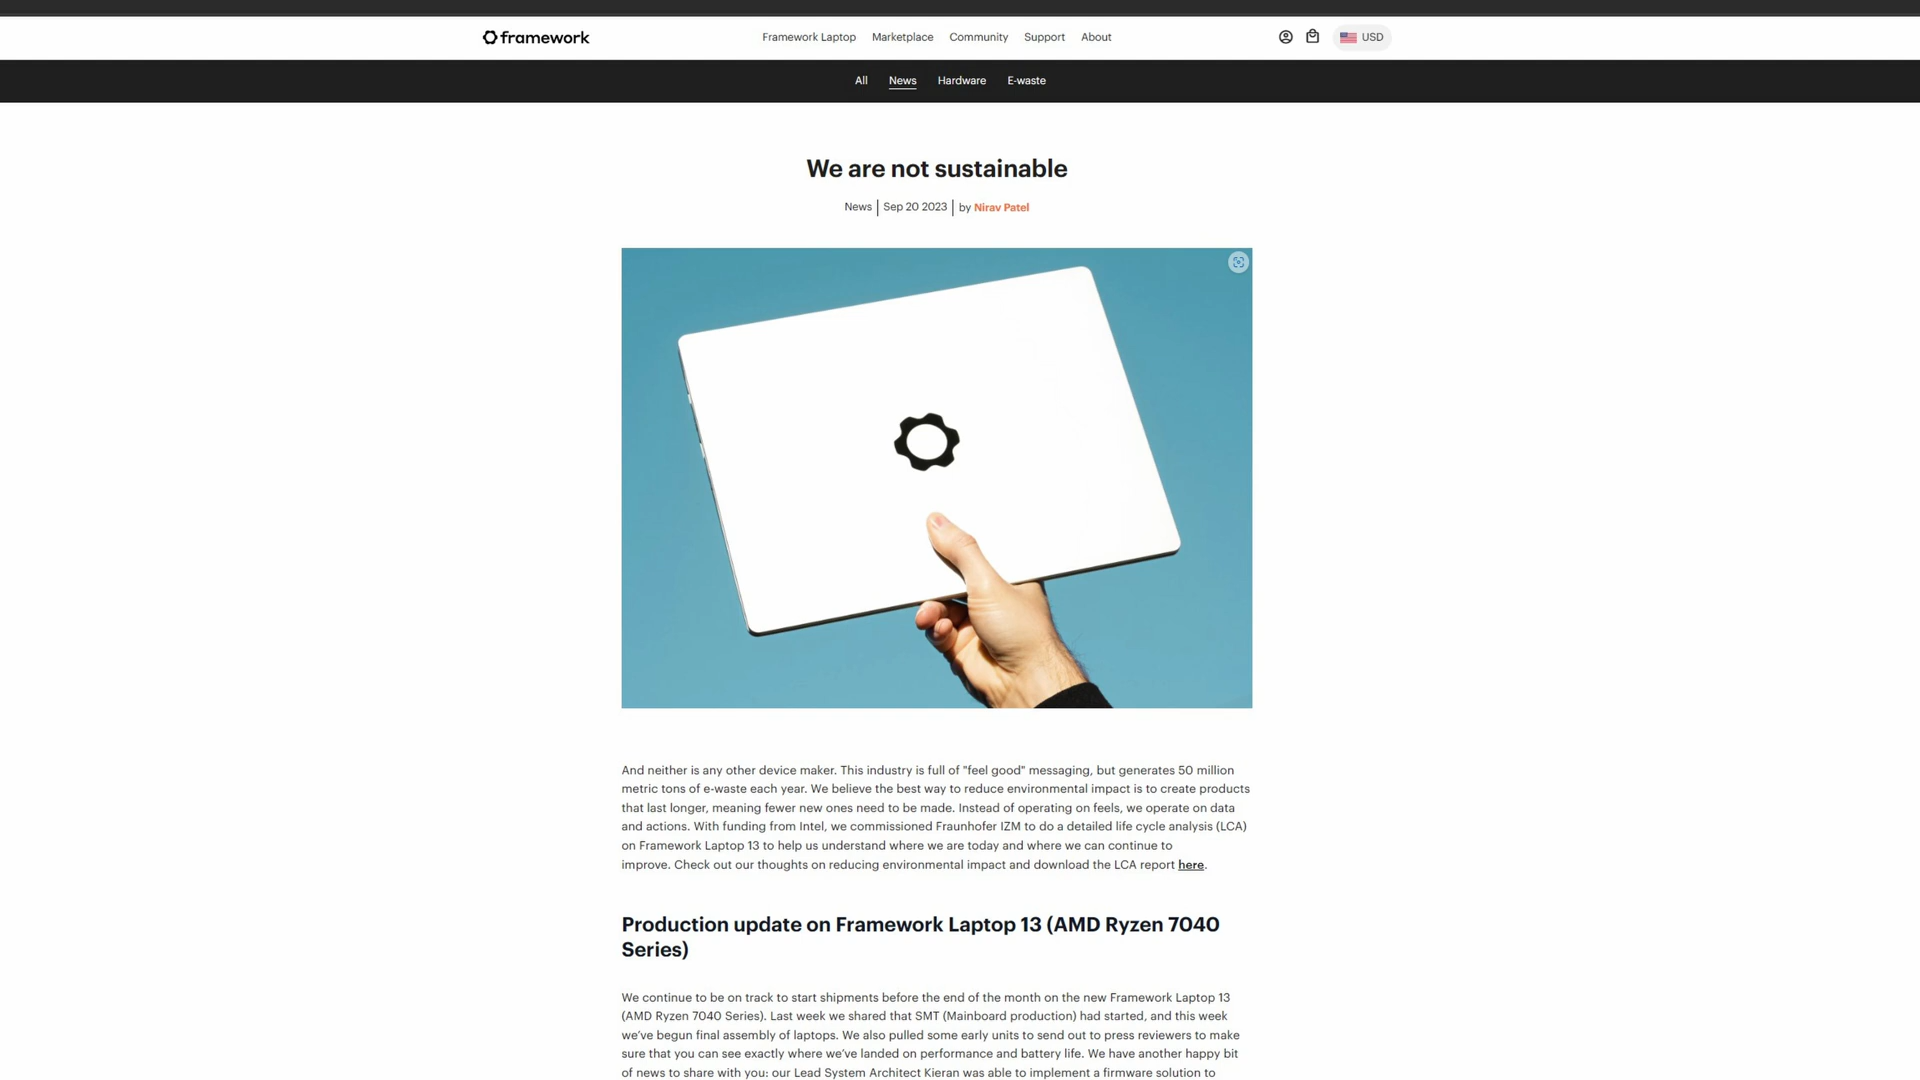 framework
Framework Laptop Marketplace Community Support About
USD
All News Hardware E-waste
We are not sustainable
News | Sep 20 2023 | by Nirav Patel
And neither is any other device maker. This industry is full of "feel good" messaging, but generates 50 million
metric tons of e-waste each year. We believe the best way to reduce environmental impact is to create products
that last longer, meaning fewer new ones need to be made. Instead of operating on feels, we operate on data
and actions. With funding from Intel, we commissioned Fraunhofer IZM to do a detailed life cycle analysis (LCA)
on Framework Laptop 13 to help us understand where we are today and where we can continue to
improve. Check out our thoughts on reducing environmental impact and download the LCA report here.
Production update on Framework Laptop 13 (AMD Ryzen 7040
Series)
We continue to be on track to start shipments before the end of the month on the new Framework Laptop 13
(AMD Ryzen 7040 Series). Last week we shared that SMT (Mainboard production) had started, and this week
we’ve begun final assembly of laptops. We also pulled some early units to send out to press reviewers to make
sure that you can see exactly where we’ve landed on performance and battery life. We have another happy bit
of news to share with you: our Lead System Architect Kieran was able to implement a firmware solution to